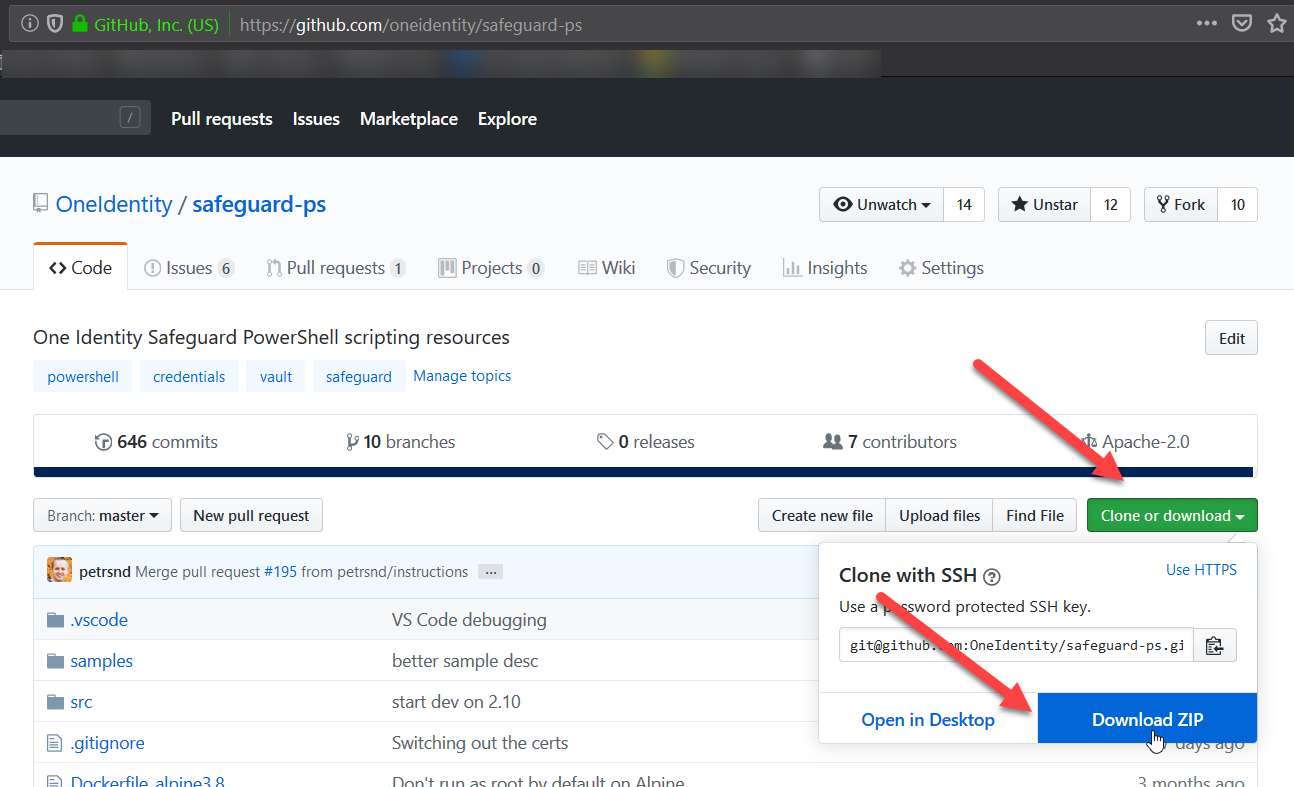 GitHub, Inc. (US) https://github.com/oneidentity/safeguard-ps
/ Pull requests Issues Marketplace Explore
OneIdentity / safeguard-ps Unwatch 14 Unstar 12 Fork 10
Code Issues 6 Pull requests 1 Projects 0 Wiki Security Insights Settings
One Identity Safeguard PowerShell scripting resources Edit
powershell credentials vault safeguard Manage topics
646 commits 10 branches 0 releases 7 contributors Apache-2.0
Branch: master New pull request Create new file Upload files Find File Clone or download
petrsnd Merge pull request #195 from petrsnd/instructions ...
Clone with SSH ? Use HTTPS
Use a password protected SSH key.
git@github.com:OneIdentity/safeguard-ps.gi
Open in Desktop Download ZIP
.vscode VS Code debugging
samples better sample desc
src start dev on 2.10
.gitignore Switching out the certs 7 days ago
Dockerfile_alpine3.8 Don't run as root by default on Alpine 3 months ago